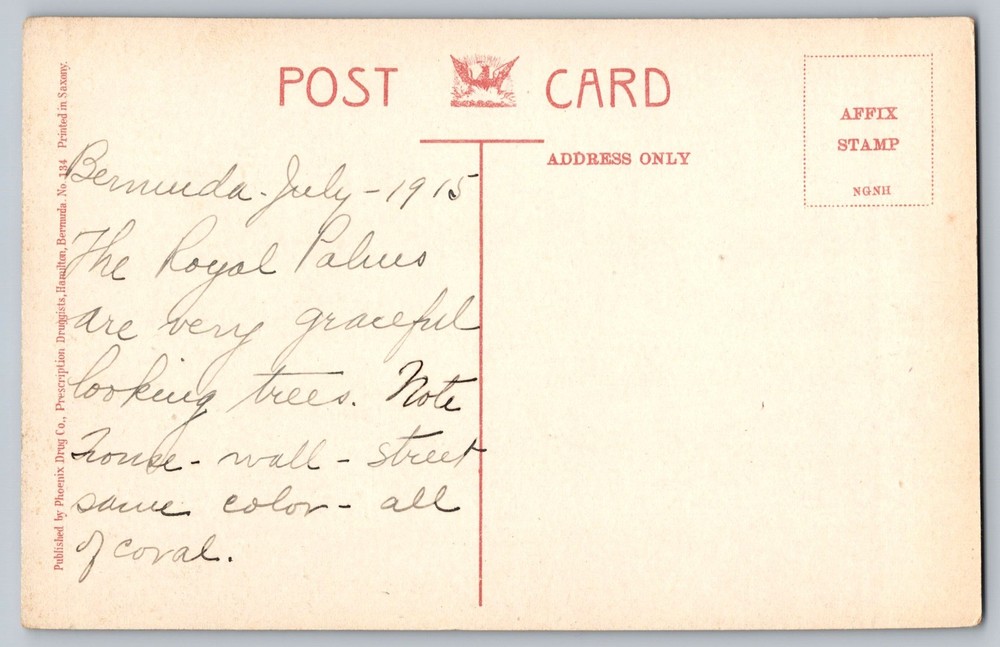 POST CARD
AFFIX
STAMP
NGNH
ADDRESS ONLY
Bermuda - July - 1915
The Royal Palms
are very graceful
looking trees. Note
house - wall - street
same color - all
of coral.
Published by Phoenix Drug Co., Prescription Druggists, Hamilton, Bermuda. No. 134 Printed in Saxony.